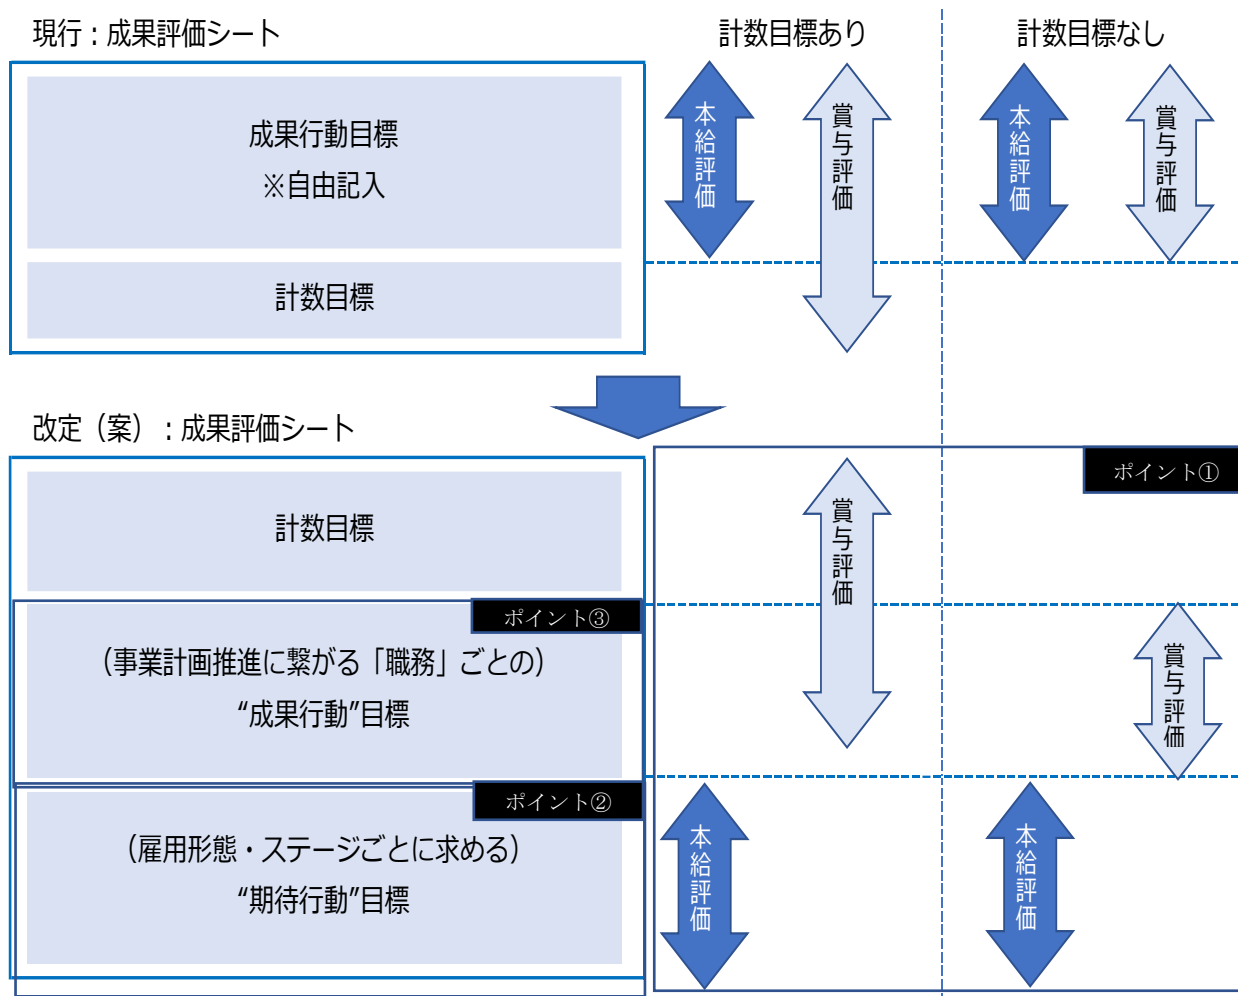 現行：成果評価シート
計数目標あり
計数目標なし
成果行動目標
※自由記入
計数目標
本給評価
賞与評価
本給評価
賞与評価
改定（案）：成果評価シート
ポイント①
計数目標
賞与評価
ポイント③
（事業計画推進に繋がる「職務」ごとの）
“成果行動”目標
賞与評価
ポイント②
（雇用形態・ステージごとに求める）
“期待行動”目標
本給評価
本給評価